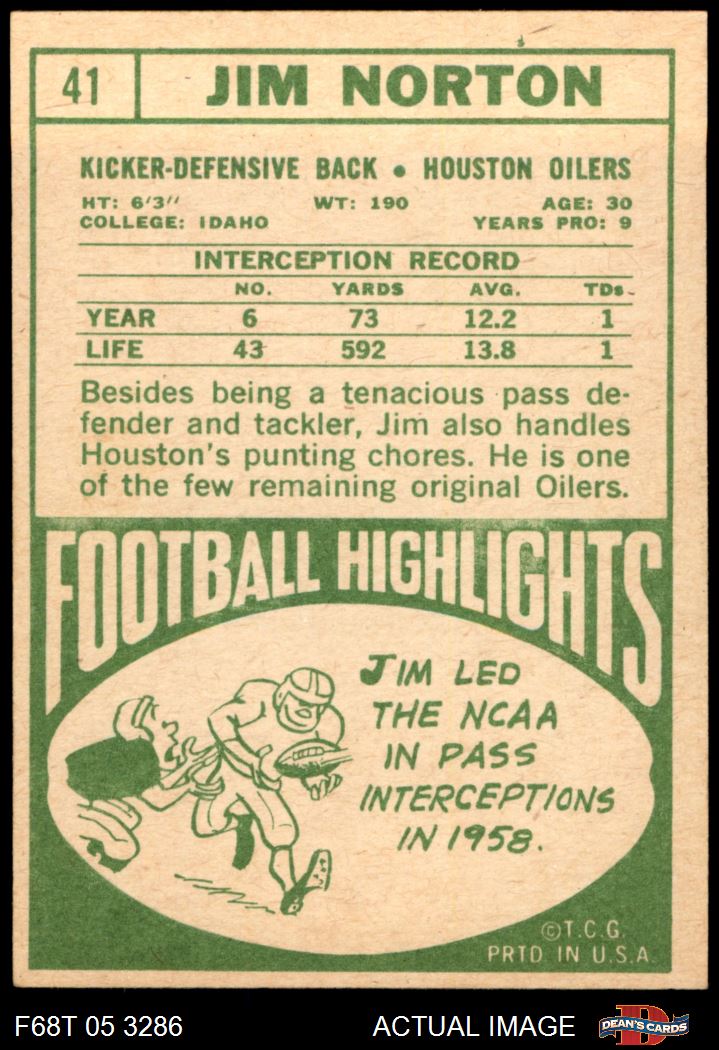 41 JIM NORTON
KICKER-DEFENSIVE BACK • HOUSTON OILERS
HT: 6'3" WT: 190 AGE: 30
COLLEGE: IDAHO YEARS PRO: 9
INTERCEPTION RECORD
NO. YARDS AVG. TDs.
YEAR 6 73 12.2 1
LIFE 43 592 13.8 1
Besides being a tenacious pass de-
fender and tackler, Jim also handles
Houston's punting chores. He is one
of the few remaining original Oilers.
FOOTBALL HIGHLIGHTS
JIM LED
THE NCAA
IN PASS
INTERCEPTIONS
IN 1958.
©T.C.G.
PRTD IN U.S.A.
F68T 05 3286 ACTUAL IMAGE DEAN'S CARDS